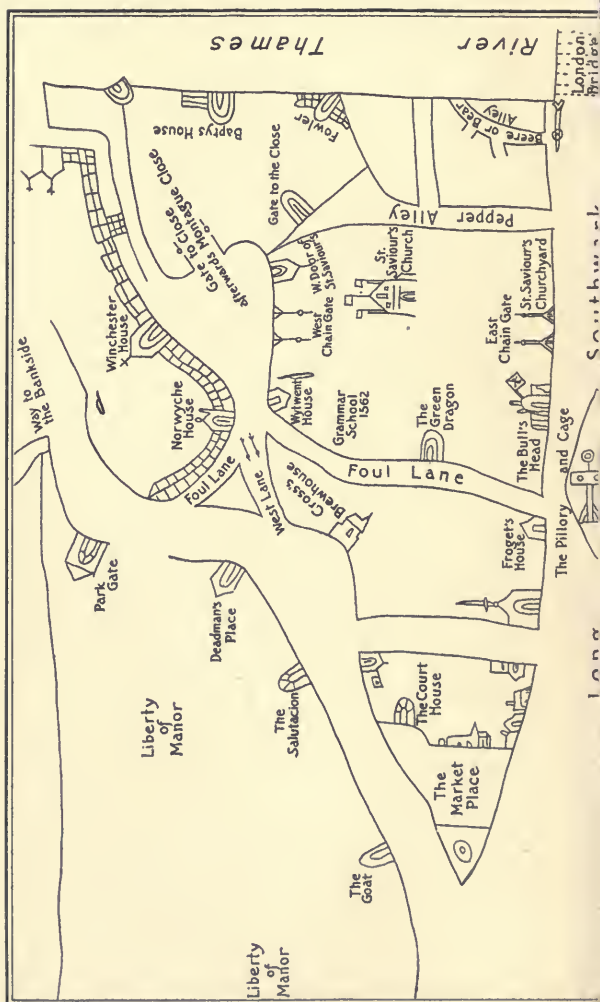 River Thames
London
Bridge
Beere or Bear
Alley
Fowler
Baptys House
Gate to the Close
Gate to Close
afterwards Montague Close
Pepper Alley
W. Door of
St. Saviour's
St.
Saviour's
Church
West
Chain Gate
East
Chain Gate
St. Saviour's
Churchyard
Winchester
House
Way to
the Bankside
Norwyche
House
Wytwent
House
Grammar
School
1562
The
Green
Dragon
The Bull's
Head
Foul Lane
Foul Lane
West Lane
Cross's
Brewhouse
Froget's
House
The Pillory and Cage
Park
Gate
Deadman's
Place
The
Salutacion
The Court
House
The
Market
Place
The
Goat
Liberty
of
Manor
Liberty
of
Manor
Long Southwark